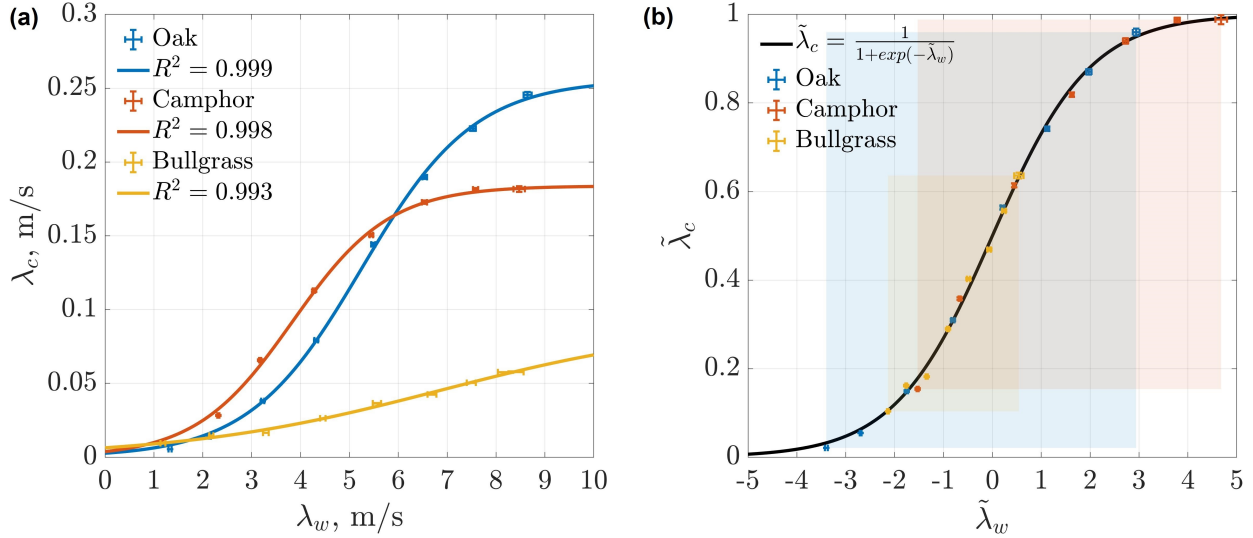 (a)
Oak
R² = 0.999
Camphor
R² = 0.998
Bullgrass
R² = 0.993
0.3
0.25
0.2
0.15
0.1
0.05
0
λc, m/s
0 1 2 3 4 5 6 7 8 9 10
λw, m/s
(b)
λ̃c = 1/(1+exp(−λ̃w))
Oak
Camphor
Bullgrass
1
0.8
0.6
0.4
0.2
0
λ̃c
-5 -4 -3 -2 -1 0 1 2 3 4 5
λ̃w